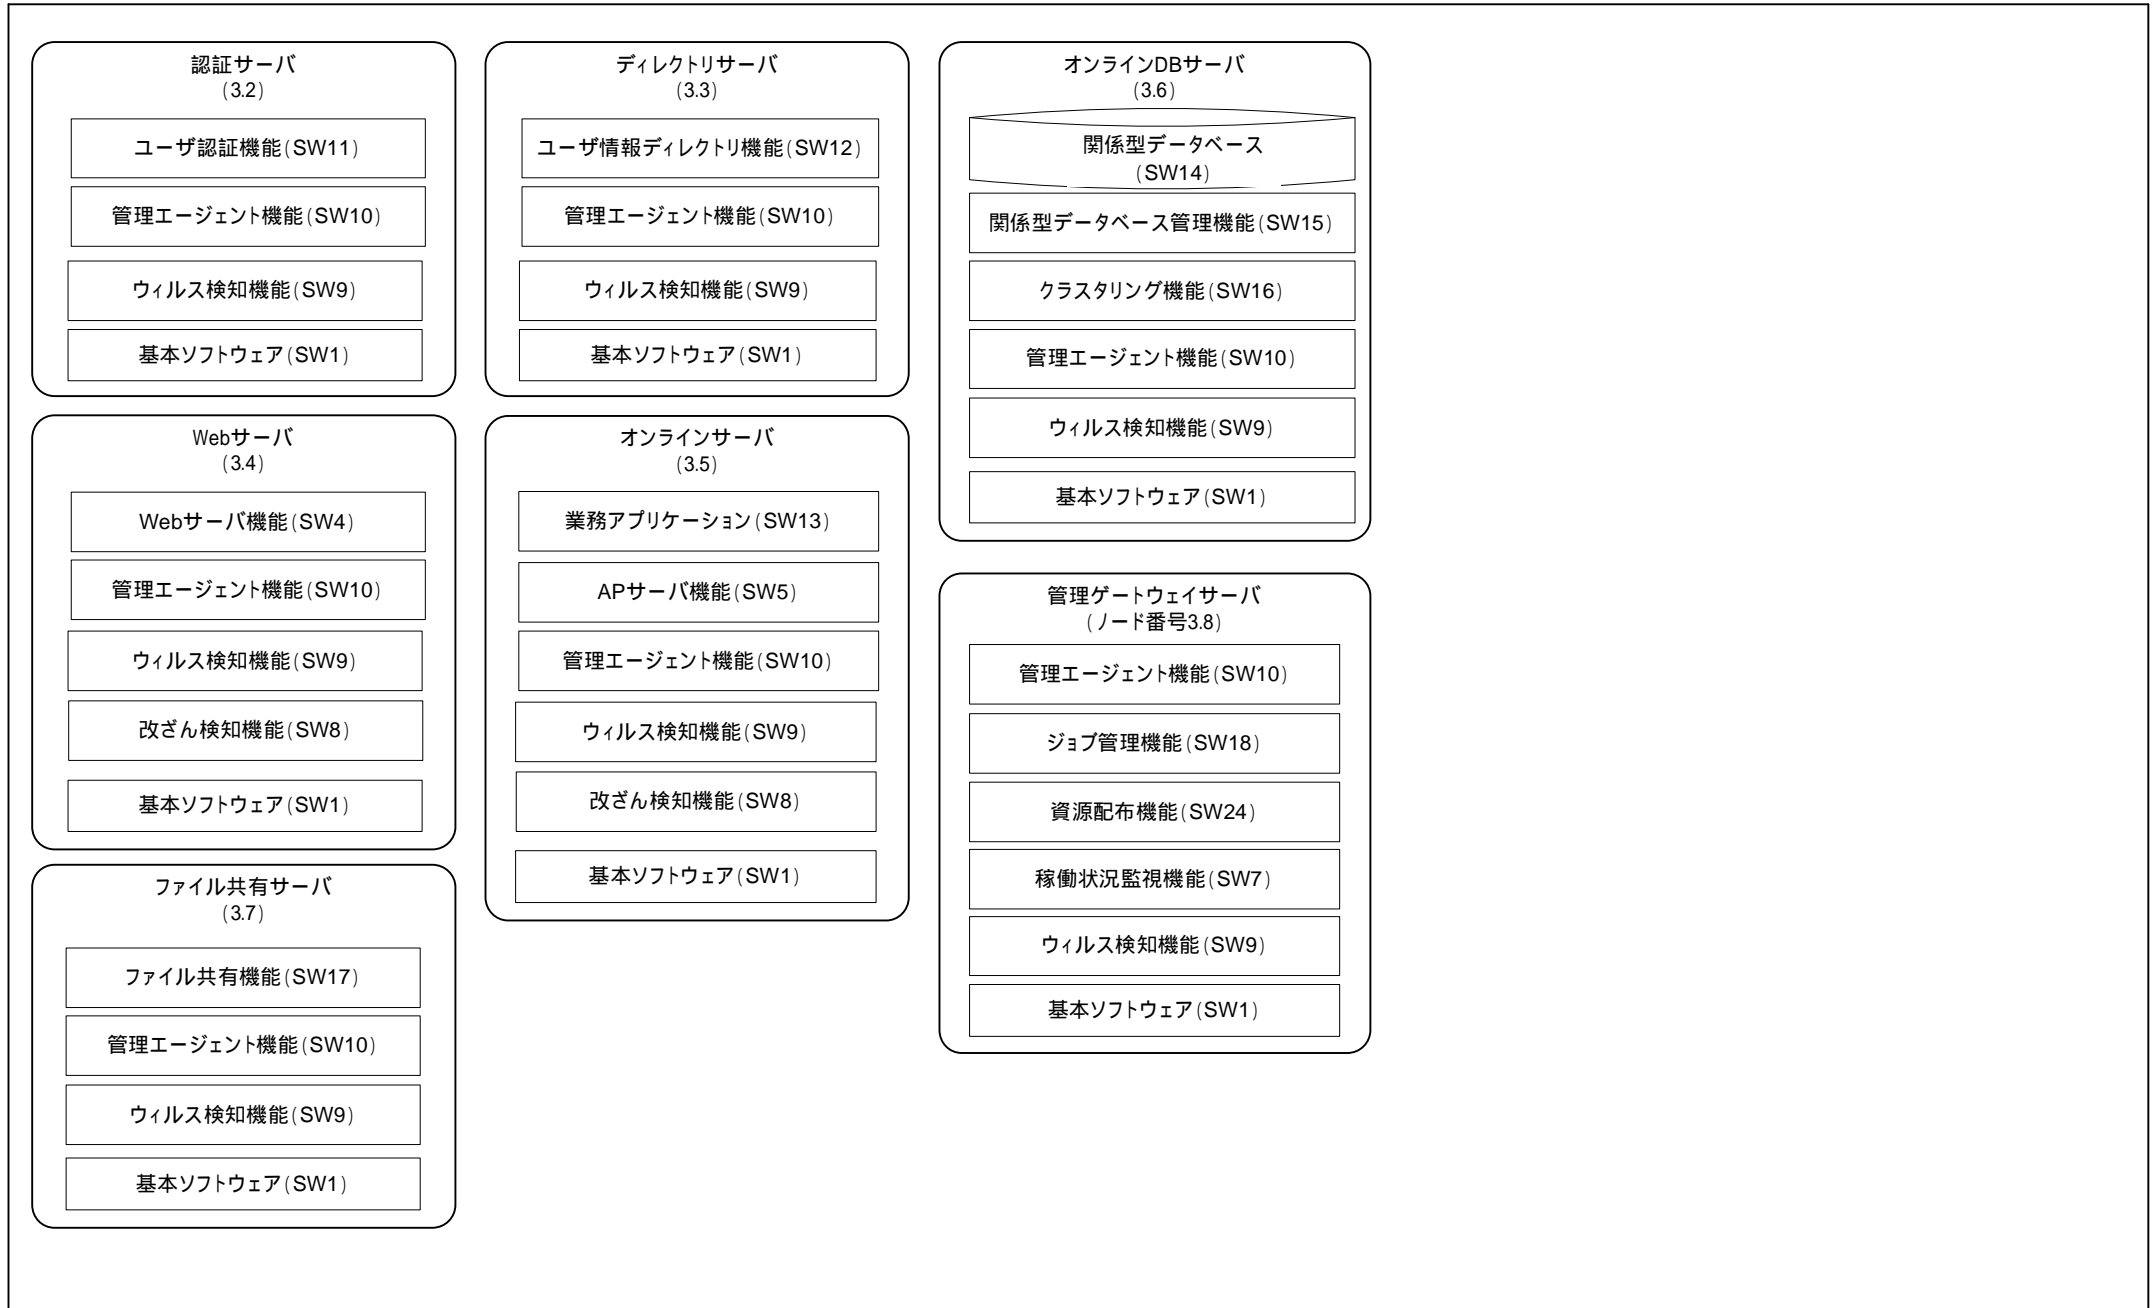 認証サーバ
(3.2)
ユーザ認証機能(SW11)
管理エージェント機能(SW10)
ウィルス検知機能(SW9)
基本ソフトウェア(SW1)
ディレクトリサーバ
(3.3)
ユーザ情報ディレクトリ機能(SW12)
管理エージェント機能(SW10)
ウィルス検知機能(SW9)
基本ソフトウェア(SW1)
オンラインDBサーバ
(3.6)
関係型データベース
(SW14)
関係型データベース管理機能(SW15)
クラスタリング機能(SW16)
管理エージェント機能(SW10)
ウィルス検知機能(SW9)
基本ソフトウェア(SW1)
Webサーバ
(3.4)
Webサーバ機能(SW4)
管理エージェント機能(SW10)
ウィルス検知機能(SW9)
改ざん検知機能(SW8)
基本ソフトウェア(SW1)
オンラインサーバ
(3.5)
業務アプリケーション(SW13)
APサーバ機能(SW5)
管理エージェント機能(SW10)
ウィルス検知機能(SW9)
改ざん検知機能(SW8)
基本ソフトウェア(SW1)
管理ゲートウェイサーバ
(ノード番号3.8)
管理エージェント機能(SW10)
ジョブ管理機能(SW18)
資源配布機能(SW24)
稼働状況監視機能(SW7)
ウィルス検知機能(SW9)
基本ソフトウェア(SW1)
ファイル共有サーバ
(3.7)
ファイル共有機能(SW17)
管理エージェント機能(SW10)
ウィルス検知機能(SW9)
基本ソフトウェア(SW1)